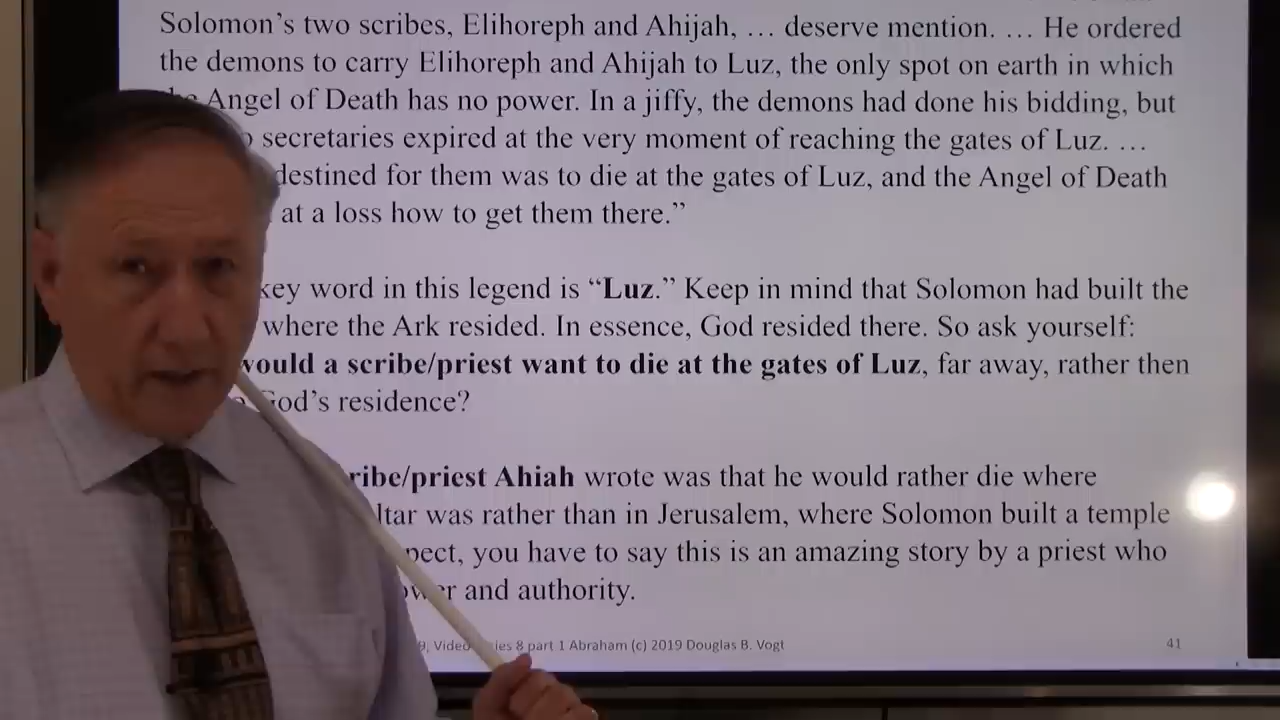 Solomon's two scribes, Elihoreph and Ahijah, … deserve mention. … He ordered
the demons to carry Elihoreph and Ahijah to Luz, the only spot on earth in which
Angel of Death has no power. In a jiffy, the demons had done his bidding, but
secretaries expired at the very moment of reaching the gates of Luz. …
destined for them was to die at the gates of Luz, and the Angel of Death
at a loss how to get them there.”
key word in this legend is “Luz.” Keep in mind that Solomon had built the
where the Ark resided. In essence, God resided there. So ask yourself:
would a scribe/priest want to die at the gates of Luz, far away, rather then
God's residence?
ribe/priest Ahiah wrote was that he would rather die where
ltar was rather than in Jerusalem, where Solomon built a temple
pect, you have to say this is an amazing story by a priest who
and authority.
9, Video ies 8 part 1 Abraham (c) 2019 Douglas B. Vogt
41